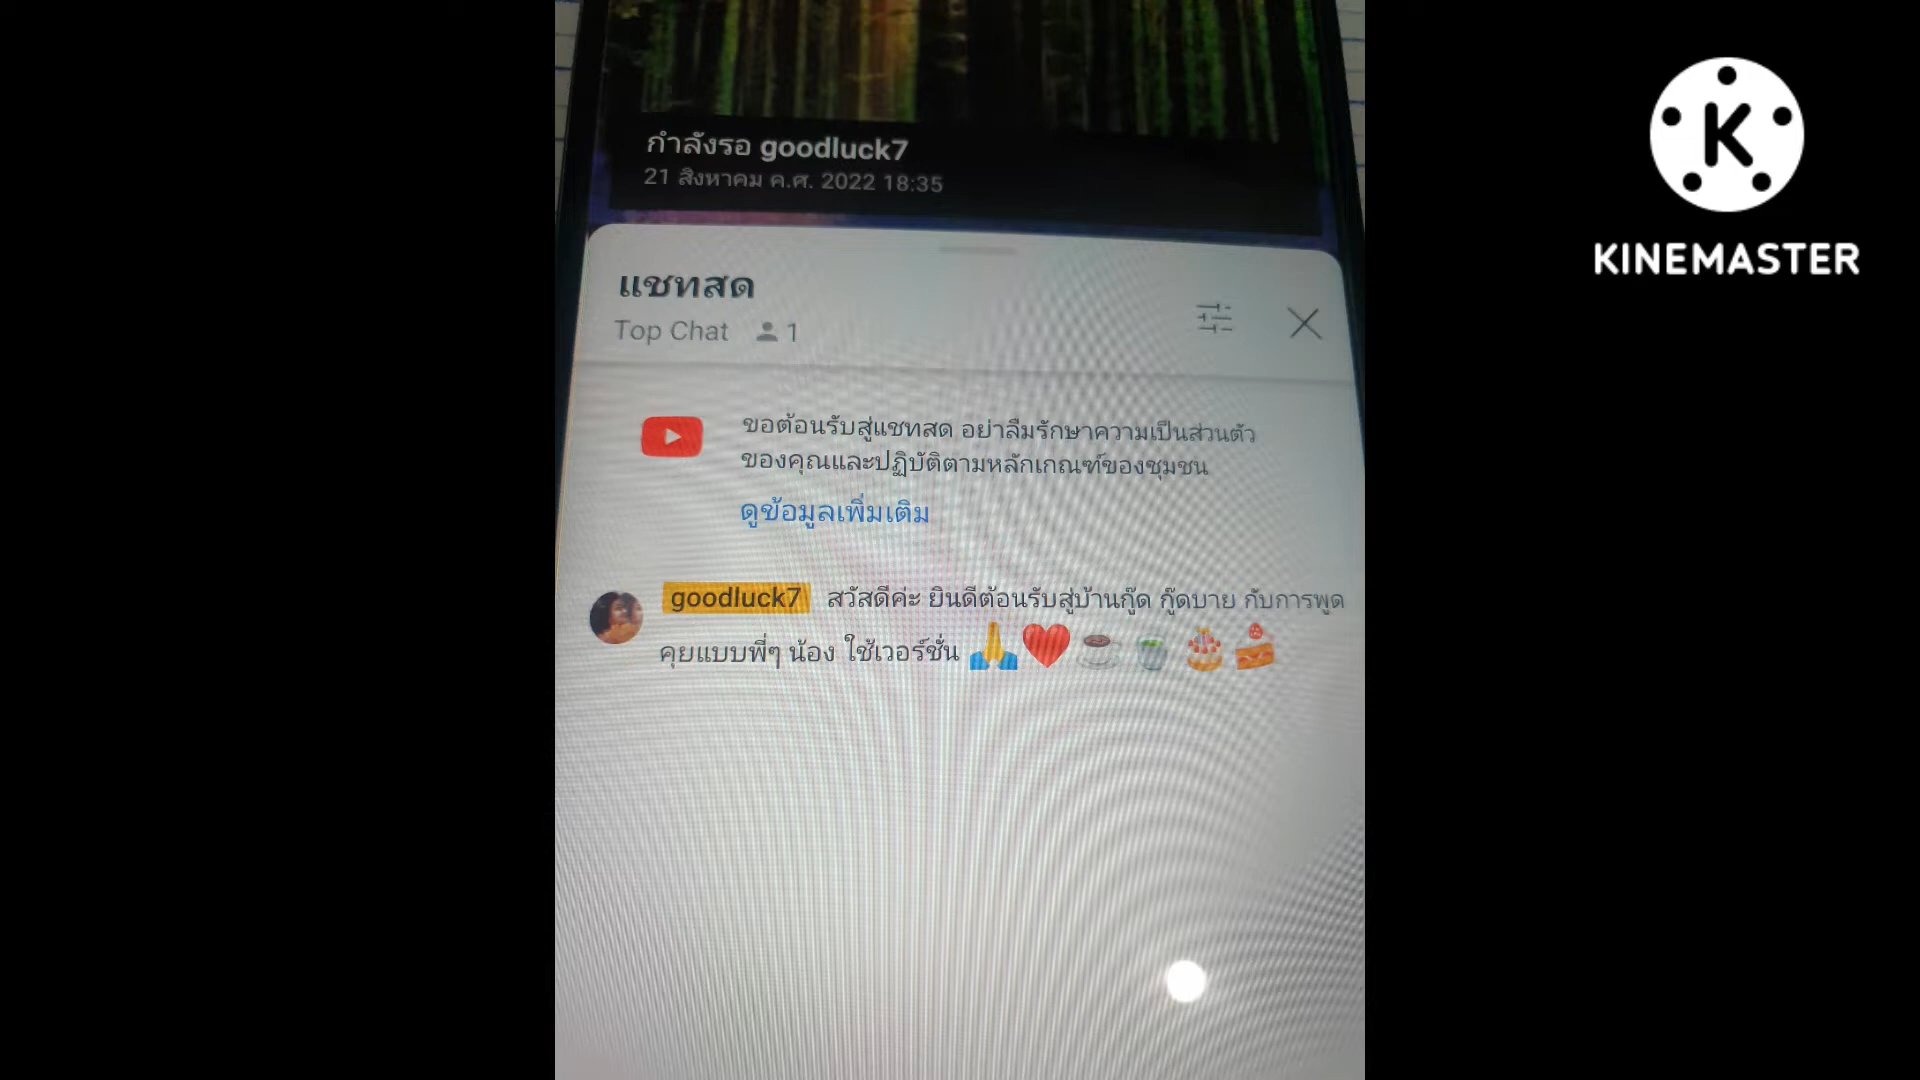 กำลังรอ goodluck7
21 สิงหาคม ค.ศ. 2022 18:35
แชทสด
Top Chat 1
ขอต้อนรับสู่แชทสด อย่าลืมรักษาความเป็นส่วนตัว
ของคุณและปฏิบัติตามหลักเกณฑ์ของชุมชน
ดูข้อมูลเพิ่มเติม
goodluck7 สวัสดีค่ะ ยินดีต้อนรับสู่บ้านกู๊ด กู๊ดบาย กับการพูด
คุยแบบพี่ๆ น้อง ใช้เวอร์ชั่น 🙏❤️☕🍵🎂🍰
K
KINEMASTER